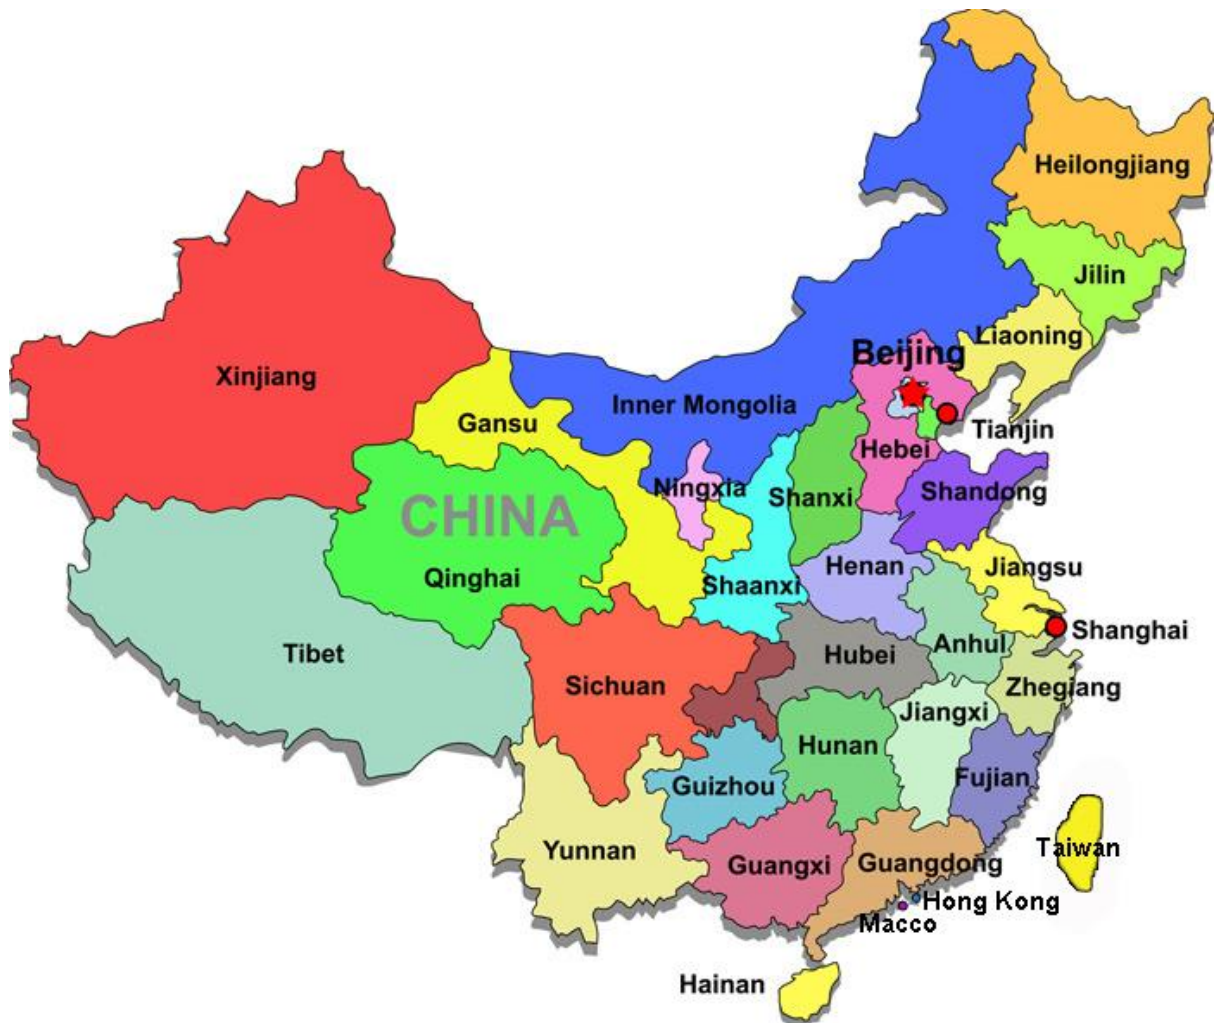 Heilongjiang
Jilin
Liaoning
Beijing
Xinjiang
Inner Mongolia
Gansu
Tianjin
Hebei
Ningxia
Shanxi
Shandong
CHINA
Qinghai
Shaanxi
Henan
Jiangsu
Shanghai
Tibet
Sichuan
Hubei
Anhul
Zhegiang
Jiangxi
Hunan
Guizhou
Fujian
Yunnan
Guangxi
Guangdong
Taiwan
Hong Kong
Macco
Hainan